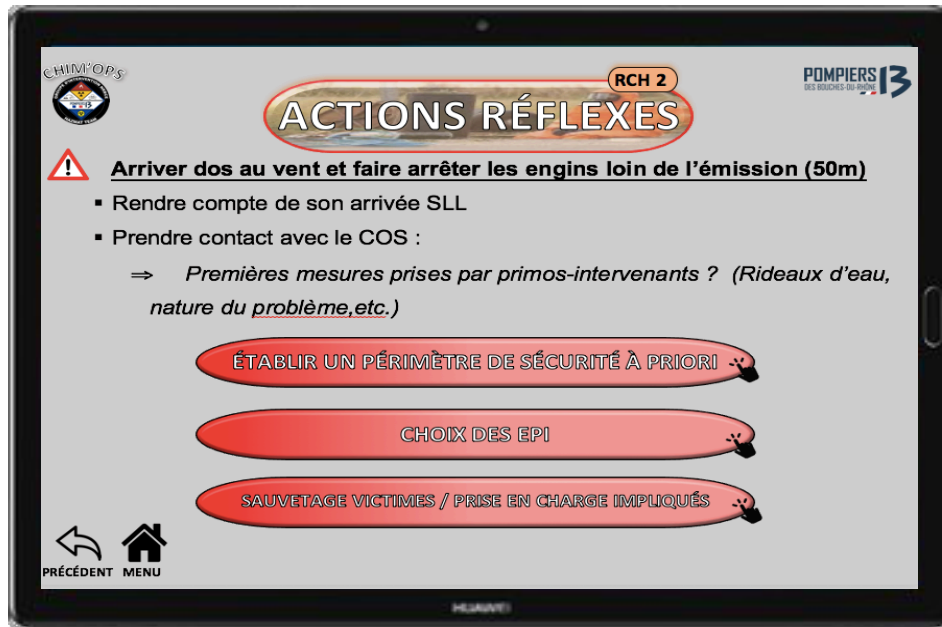 CHIM'OPS
RCH 2
POMPIERS 13
DES BOUCHES-DU-RHÔNE
ACTIONS RÉFLEXES
Arriver dos au vent et faire arrêter les engins loin de l'émission (50m)
▪ Rendre compte de son arrivée SLL
▪ Prendre contact avec le COS :
⇒ Premières mesures prises par primos-intervenants ? (Rideaux d'eau,
nature du problème,etc.)
ÉTABLIR UN PÉRIMÈTRE DE SÉCURITÉ À PRIORI
CHOIX DES EPI
SAUVETAGE VICTIMES / PRISE EN CHARGE IMPLIQUÉS
PRÉCÉDENT MENU
HUAWEI